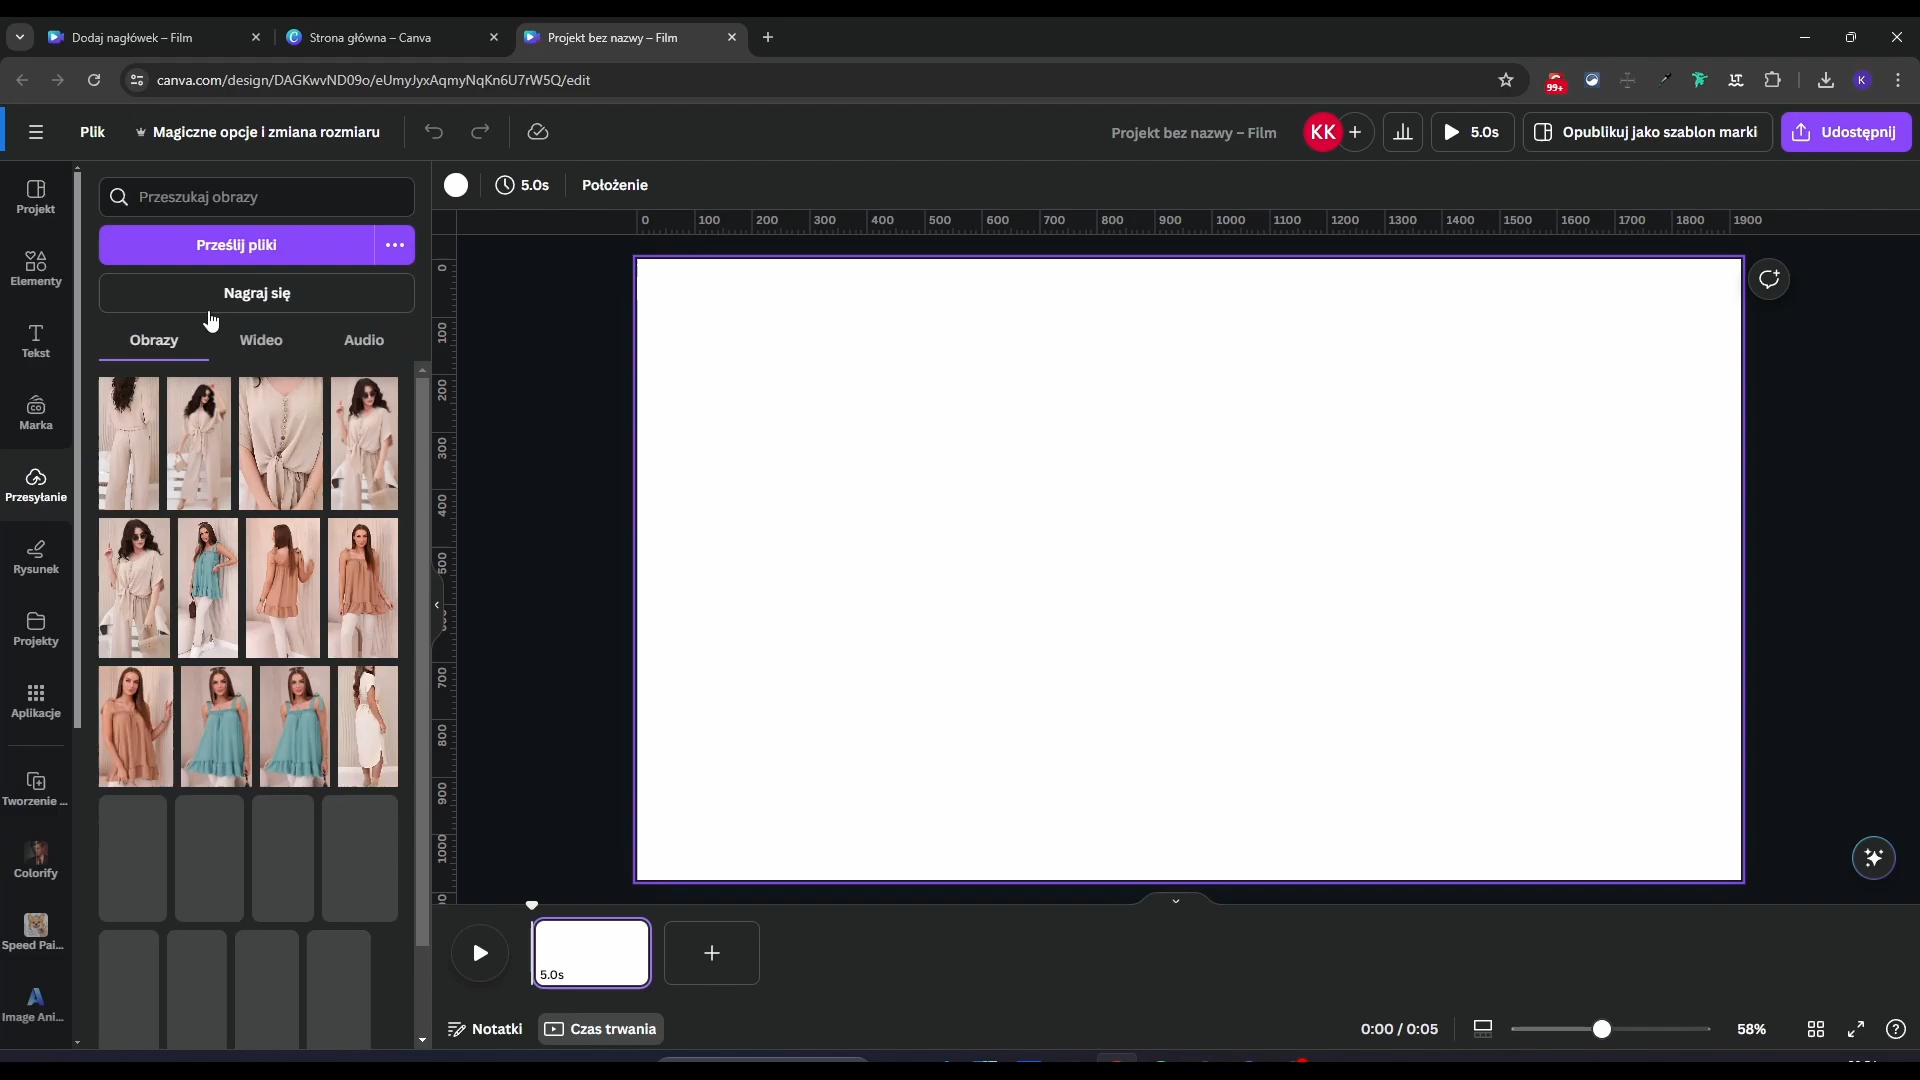 Dodaj nagłówek – Film
Strona główna – Canva
Projekt bez nazwy – Film
canva.com/design/DAGKwvND09o/eUmyJyxAqmyNqKn6U7rW5Q/edit
99+
K
Plik
Magiczne opcje i zmiana rozmiaru
Projekt bez nazwy – Film
KK
5.0s
Opublikuj jako szablon marki
Udostępnij
Projekt
Elementy
Tekst
Marka
Przesyłanie
Rysunek
Projekty
Aplikacje
Tworzenie ...
Colorify
Speed Pai...
Image Ani...
Przeszukaj obrazy
Prześlij pliki
Nagraj się
Obrazy
Wideo
Audio
5.0s
Położenie
0 100 200 300 400 500 600 700 800 900 1000 1100 1200 1300 1400 1500 1600 1700 1800 1900
0
100
200
300
400
500
700
800
900
1000
5.0s
Notatki
Czas trwania
0:00 / 0:05
58%